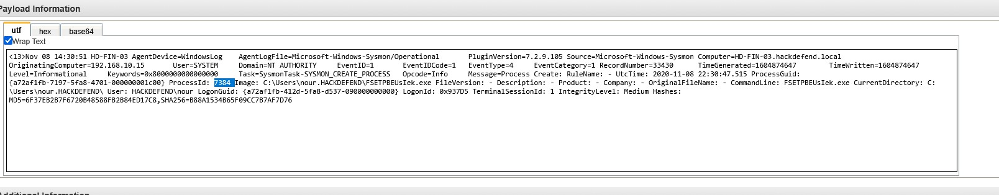 Payload Information
utf hex base64
Wrap Text
<13>Nov 08 14:30:51 HD-FIN-03 AgentDevice=WindowsLog AgentLogFile=Microsoft-Windows-Sysmon/Operational PluginVersion=7.2.9.105 Source=Microsoft-Windows-Sysmon Computer=HD-FIN-03.hackdefend.local
OriginatingComputer=192.168.10.15 User=SYSTEM Domain=NT AUTHORITY EventID=1 EventIDCode=1 EventType=4 EventCategory=1 RecordNumber=33430 TimeGenerated=1604874647 TimeWritten=1604874647
Level=Informational Keywords=0x8000000000000000 Task=SysmonTask-SYSMON_CREATE_PROCESS Opcode=Info Message=Process Create: RuleName: - UtcTime: 2020-11-08 22:30:47.515 ProcessGuid:
{a72af1fb-7197-5fa8-4701-000000001c00} ProcessId: 7384 Image: C:\Users\nour.HACKDEFEND\FSETPBEUsIek.exe FileVersion: - Description: - Product: - Company: - OriginalFileName: - CommandLine: FSETPBEUsIek.exe CurrentDirectory: C:
\Users\nour.HACKDEFEND\ User: HACKDEFEND\nour LogonGuid: {a72af1fb-412d-5fa8-d537-090000000000} LogonId: 0x937D5 TerminalSessionId: 1 IntegrityLevel: Medium Hashes:
MD5=6F37EB2B7F6720B48588FB2B84ED17C8,SHA256=B88A1534B65F09CC7B7AF7D76
Additional Information